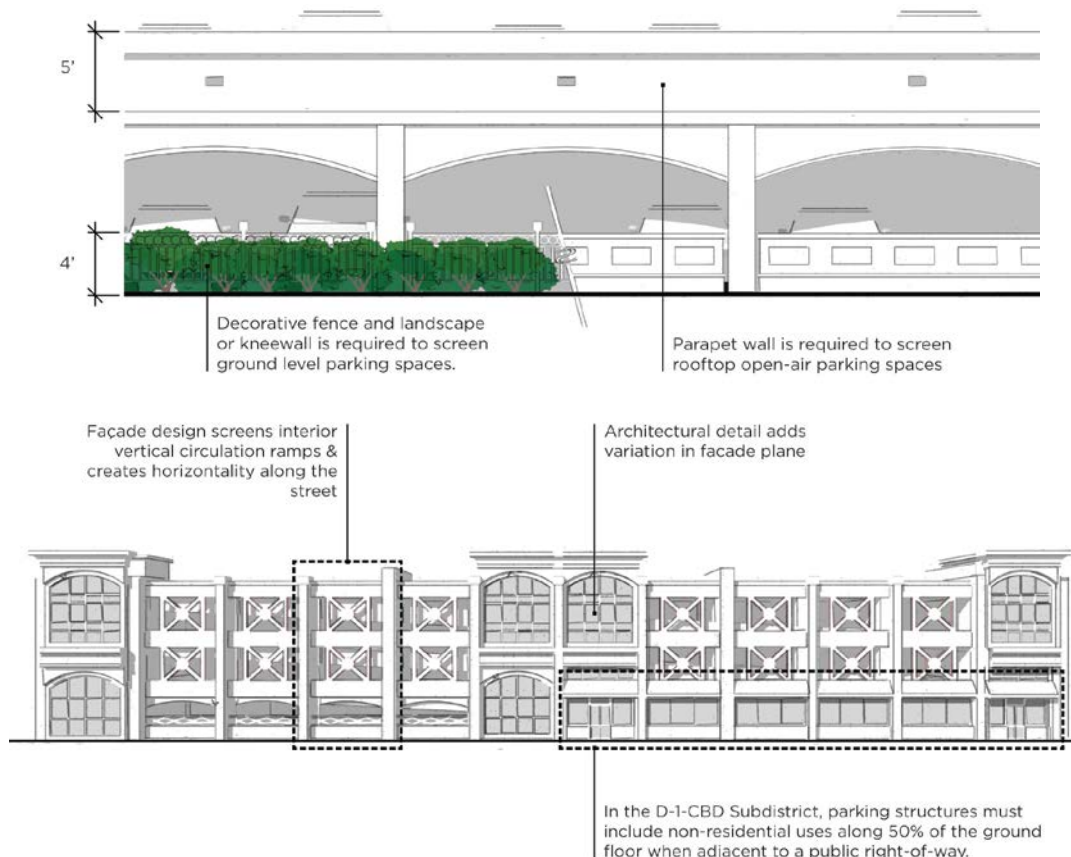 5'
4'
Decorative fence and landscape
or kneewall is required to screen
ground level parking spaces.
Parapet wall is required to screen
rooftop open-air parking spaces
Façade design screens interior
vertical circulation ramps &
creates horizontality along the
street
Architectural detail adds
variation in facade plane
In the D-1-CBD Subdistrict, parking structures must
include non-residential uses along 50% of the ground
floor when adjacent to a public right-of-way.